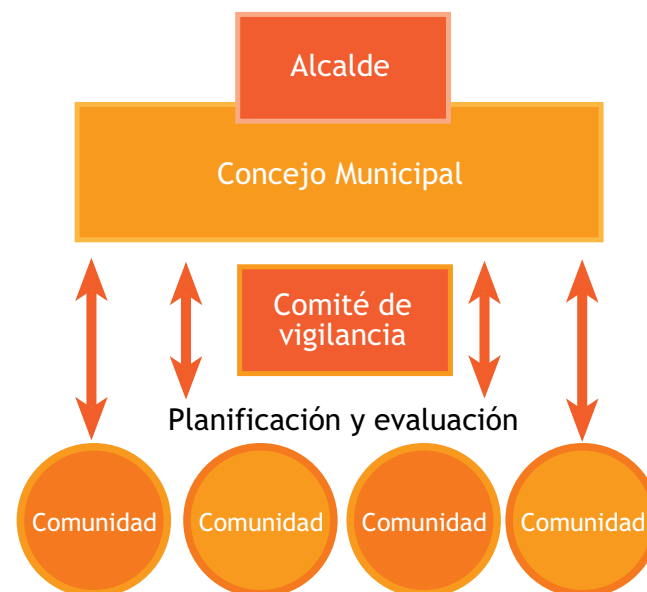 Alcalde
Concejo Municipal
Comité de
vigilancia
Planificación y evaluación
Comunidad
Comunidad
Comunidad
Comunidad